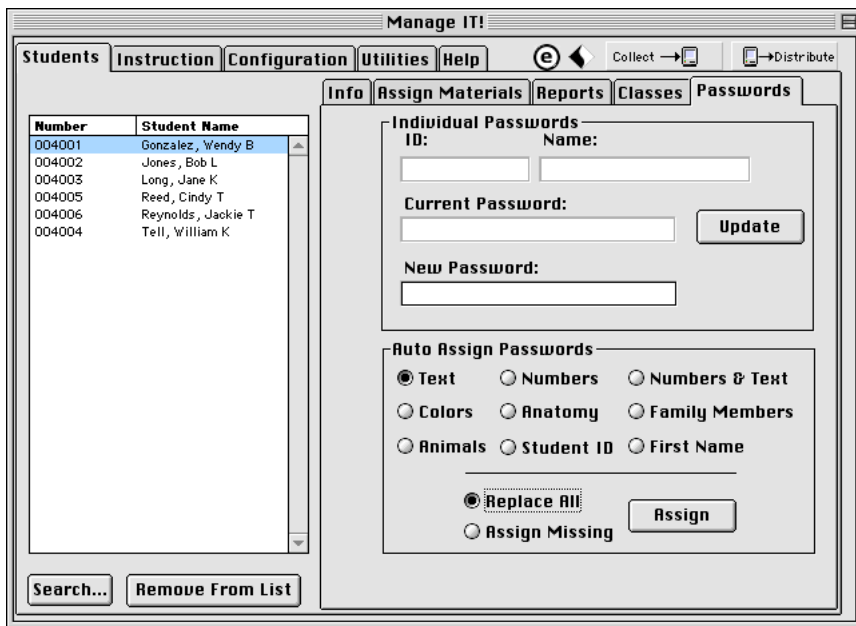 Manage IT!
Students Instruction Configuration Utilities Help e Collect → →Distribute
Info Assign Materials Reports Classes Passwords
Number Student Name
004001 Gonzalez, Wendy B
004002 Jones, Bob L
004003 Long, Jane K
004005 Reed, Cindy T
004006 Reynolds, Jackie T
004004 Tell, William K
Search... Remove From List
Individual Passwords
ID: Name:
Current Password:
Update
New Password:
Auto Assign Passwords
Text Numbers Numbers & Text
Colors Anatomy Family Members
Animals Student ID First Name
Replace All
Assign Missing
Assign